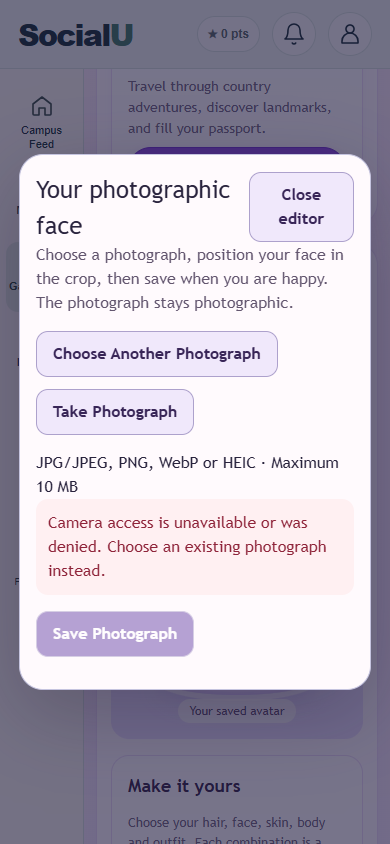 SocialU
★ 0 pts
Travel through country
adventures, discover landmarks,
and fill your passport.
Campus
Feed
Your photographic
face
Close
editor
Choose a photograph, position your face in
the crop, then save when you are happy.
The photograph stays photographic.
Choose Another Photograph
Take Photograph
JPG/JPEG, PNG, WebP or HEIC · Maximum
10 MB
Camera access is unavailable or was
denied. Choose an existing photograph
instead.
Save Photograph
Your saved avatar
Make it yours
Choose your hair, face, skin, body
and outfit. Each combination is a